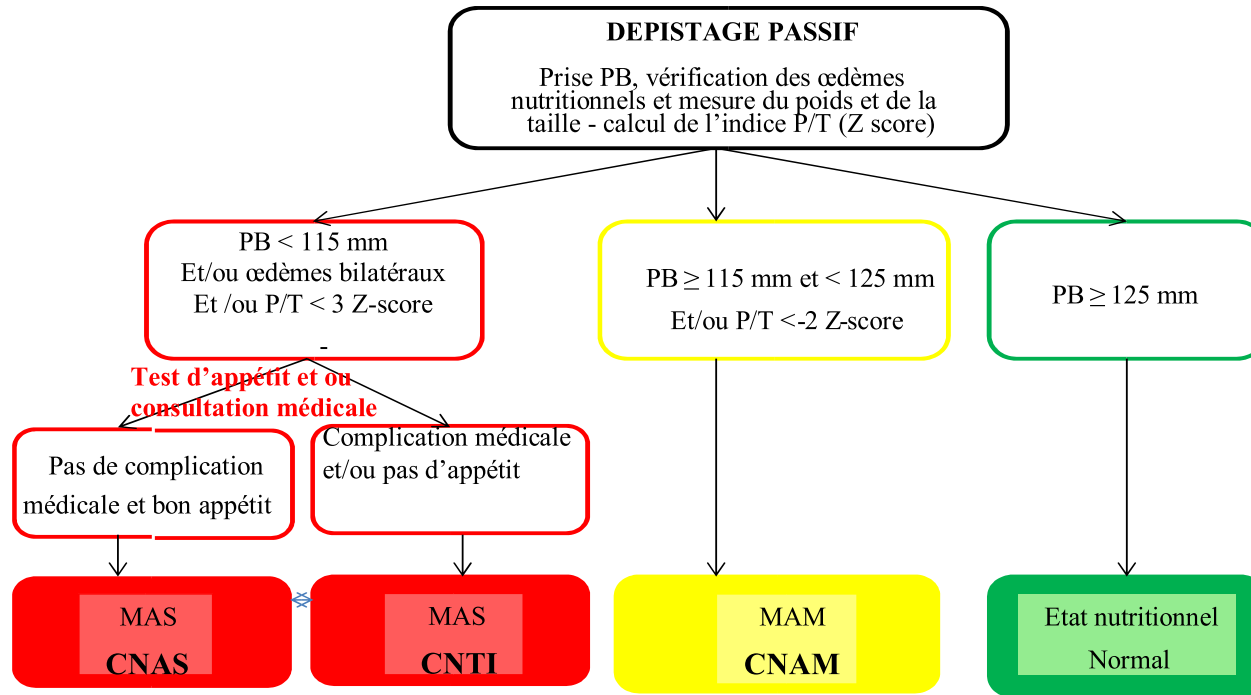 DEPISTAGE PASSIF
Prise PB, vérification des œdèmes
nutritionnels et mesure du poids et de la
taille - calcul de l’indice P/T (Z score)
PB < 115 mm
Et/ou œdèmes bilatéraux
Et /ou P/T < 3 Z-score
-
PB ≥ 115 mm et < 125 mm
Et/ou P/T <-2 Z-score
PB ≥ 125 mm
Test d’appétit et ou
consultation médicale
Pas de complication
médicale et bon appétit
Complication médicale
et/ou pas d’appétit
MAS
CNAS
MAS
CNTI
MAM
CNAM
Etat nutritionnel
Normal